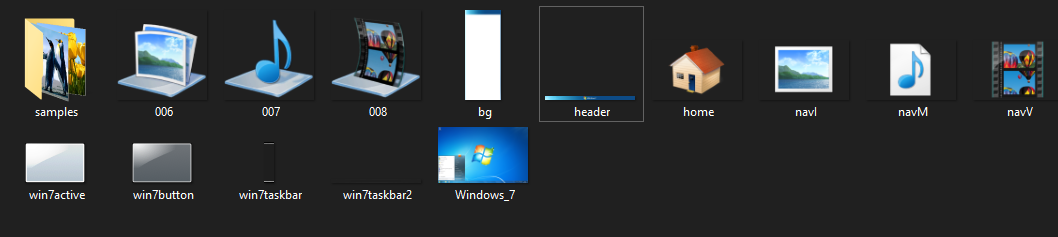 samples
006
007
008
bg
header
home
navI
navM
navV
win7active
win7button
win7taskbar
win7taskbar2
Windows_7